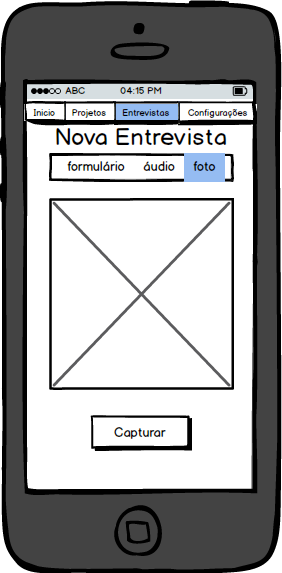 ABC 04:15 PM
Inicio Projetos Entrevistas Configurações
Nova Entrevista
formulário áudio foto
Capturar